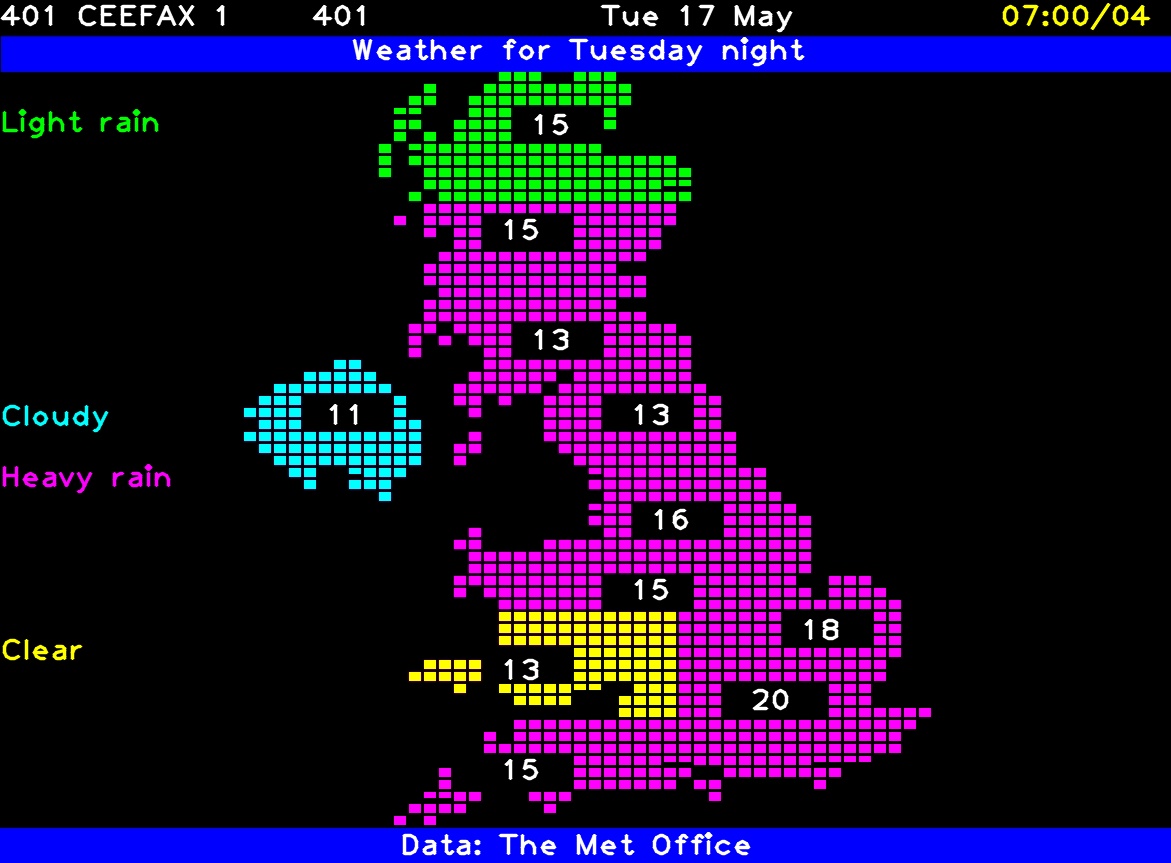 401 CEEFAX 1 401 Tue 17 May 07:00/04
Weather for Tuesday night
Light rain
15
15
13
Cloudy
11
13
Heavy rain
16
15
18
Clear
13
20
15
Data: The Met Office